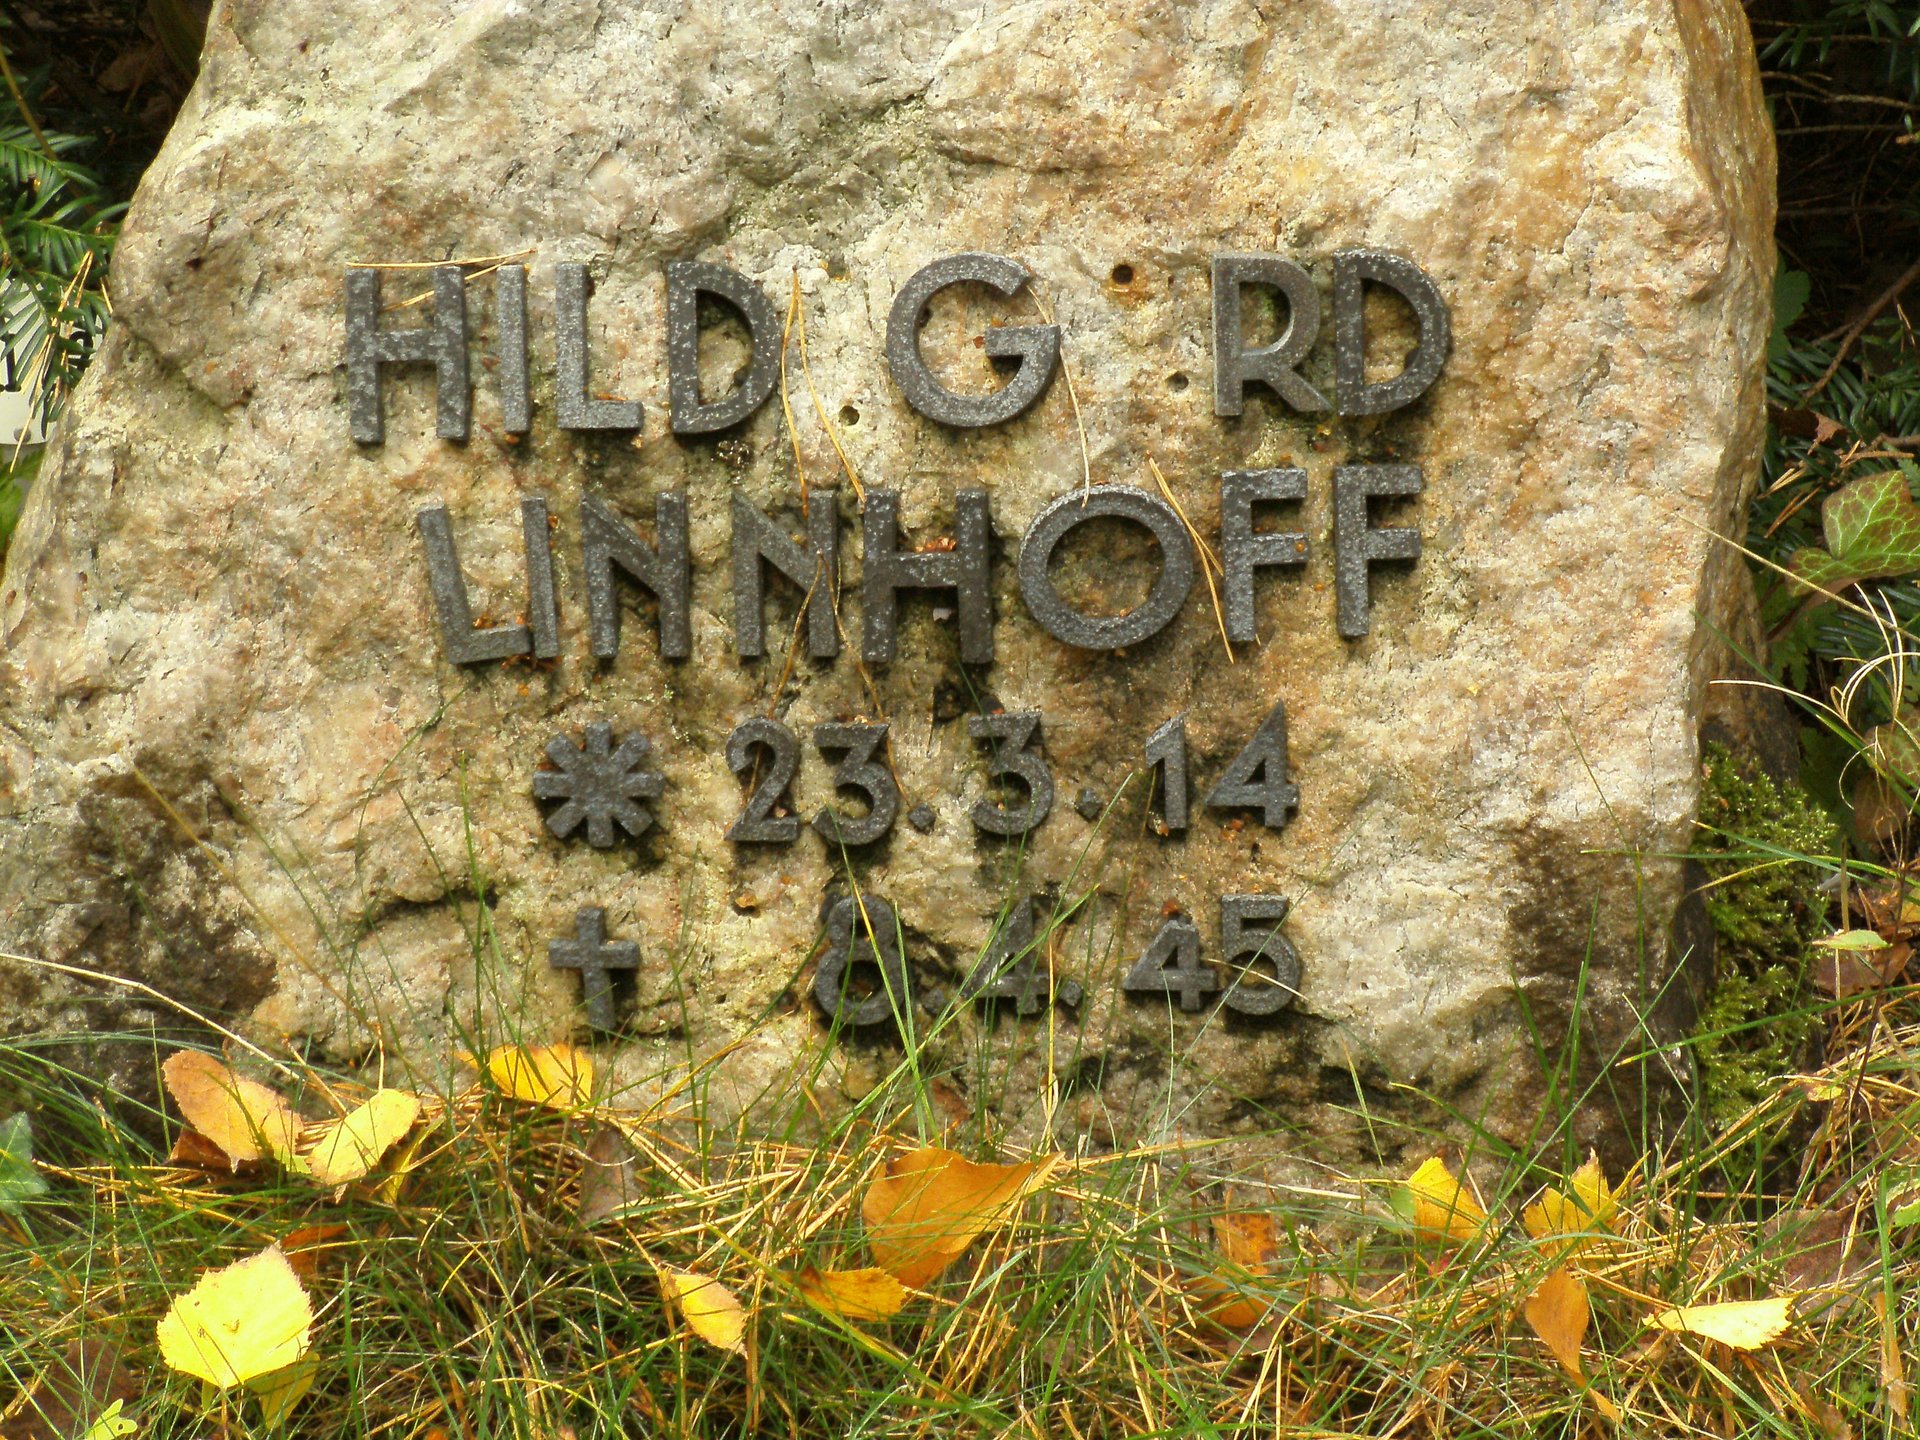 HILD G RD
LINNHOFF
* 23.3.14
† 8.4.45